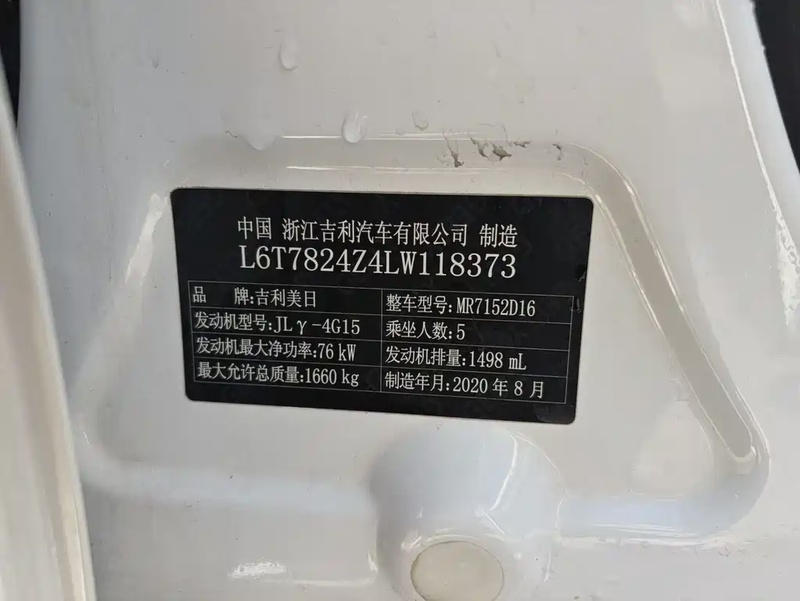 中国 浙江吉利汽车有限公司 制造
L6T7824Z4LW118373
品 牌:吉利美日 整车型号:MR7152D16
发动机型号:JLγ-4G15 乘坐人数:5
发动机最大净功率:76 kW 发动机排量:1498 mL
最大允许总质量:1660 kg 制造年月:2020 年 8 月